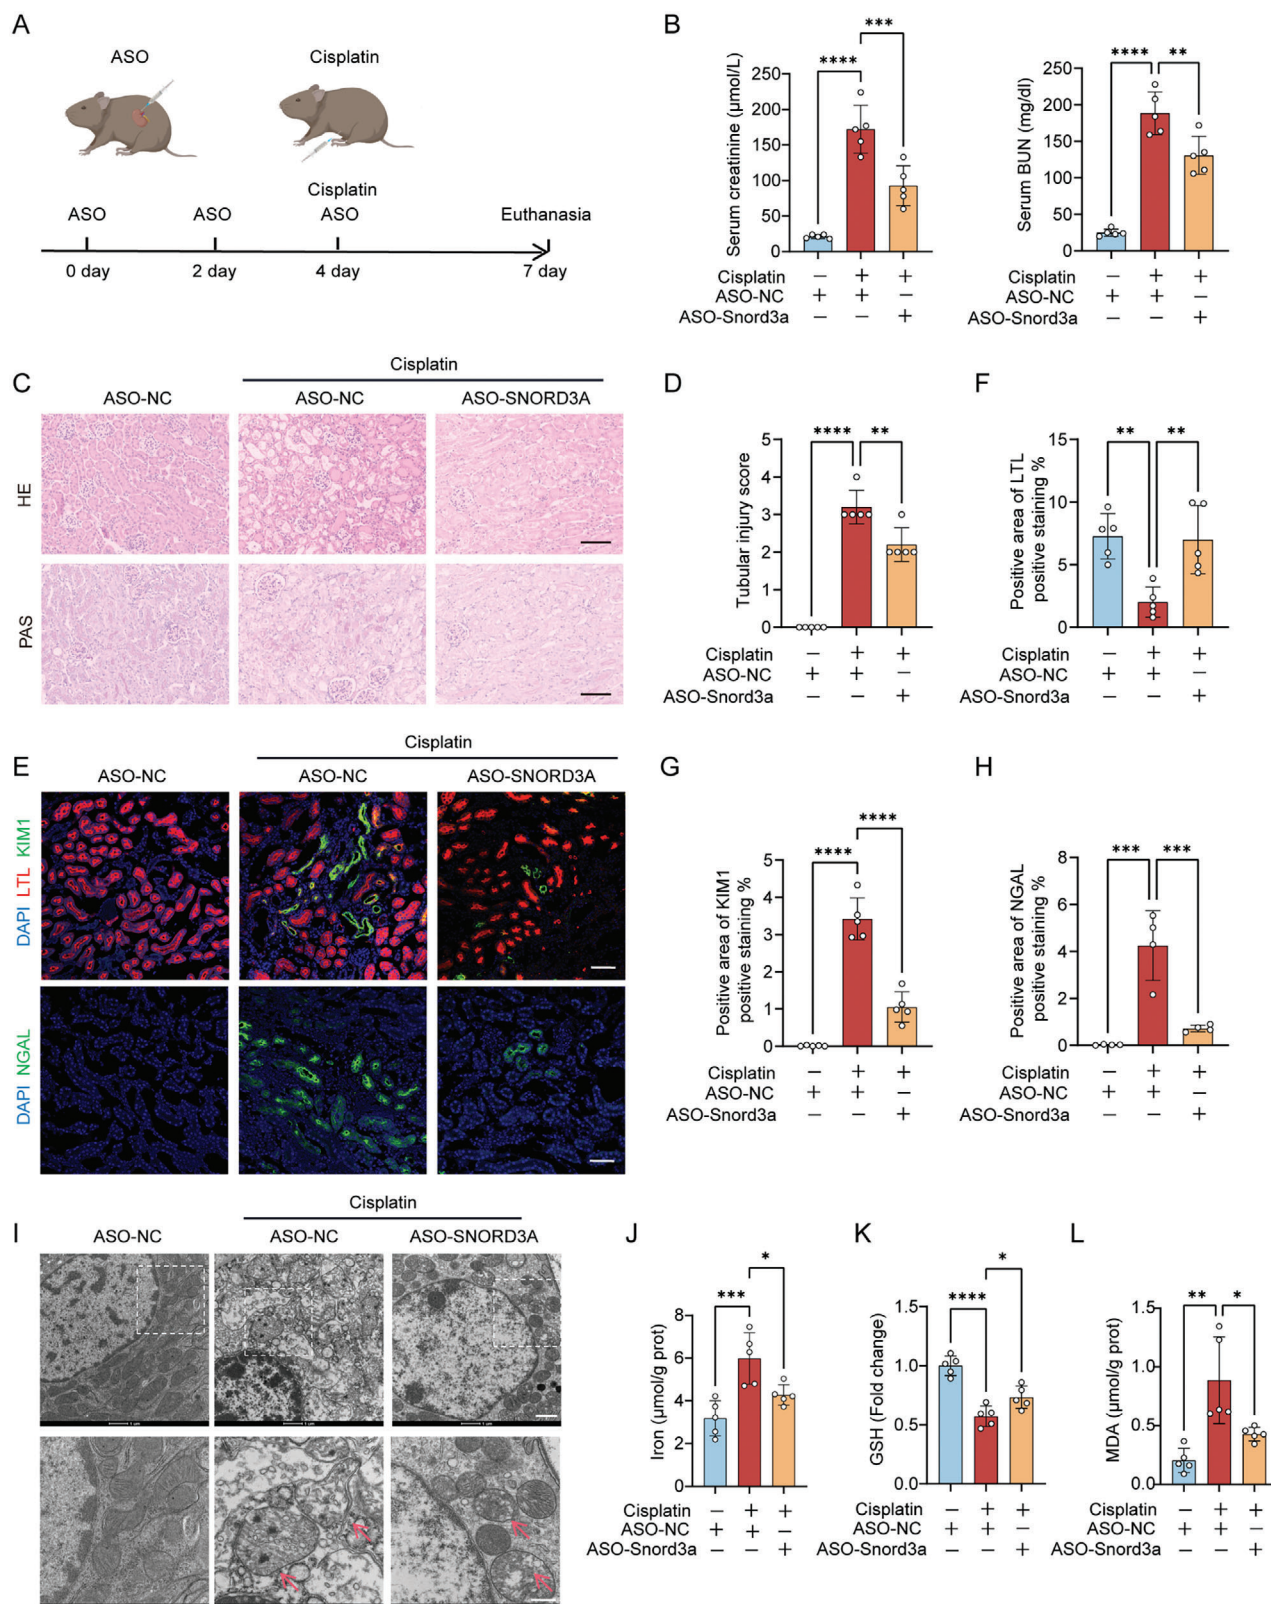 A
ASO
Cisplatin
Cisplatin
ASO
ASO
ASO
Euthanasia
0 day
2 day
4 day
7 day
B
Serum creatinine (μmol/L)
250
200
150
100
50
0
****
***
Cisplatin – + +
ASO-NC + + –
ASO-Snord3a – – +
Serum BUN (mg/dl)
250
200
150
100
50
0
****
**
Cisplatin – + +
ASO-NC + + –
ASO-Snord3a – – +
C
Cisplatin
ASO-NC
ASO-NC
ASO-SNORD3A
HE
PAS
D
Tubular injury score
5
4
3
2
1
0
****
**
Cisplatin – + +
ASO-NC + + –
ASO-Snord3a – – +
F
Positive area of LTL
positive staining %
15
10
5
0
**
**
Cisplatin – + +
ASO-NC + + –
ASO-Snord3a – – +
E
Cisplatin
ASO-NC
ASO-NC
ASO-SNORD3A
DAPI LTL KIM1
DAPI NGAL
G
Positive area of KIM1
positive staining %
5
4
3
2
1
0
****
****
Cisplatin – + +
ASO-NC + + –
ASO-Snord3a – – +
H
Positive area of NGAL
positive staining %
8
6
4
2
0
***
***
Cisplatin – + +
ASO-NC + + –
ASO-Snord3a – – +
I
Cisplatin
ASO-NC
ASO-NC
ASO-SNORD3A
1 μm
1 μm
1 μm
J
Iron (μmol/g prot)
8
6
4
2
0
***
*
Cisplatin – + +
ASO-NC + + –
ASO-Snord3a – – +
K
GSH (Fold change)
1.5
1.0
0.5
0.0
****
*
Cisplatin – + +
ASO-NC + + –
ASO-Snord3a – – +
L
MDA (μmol/g prot)
1.5
1.0
0.5
0.0
**
*
Cisplatin – + +
ASO-NC + + –
ASO-Snord3a – – +